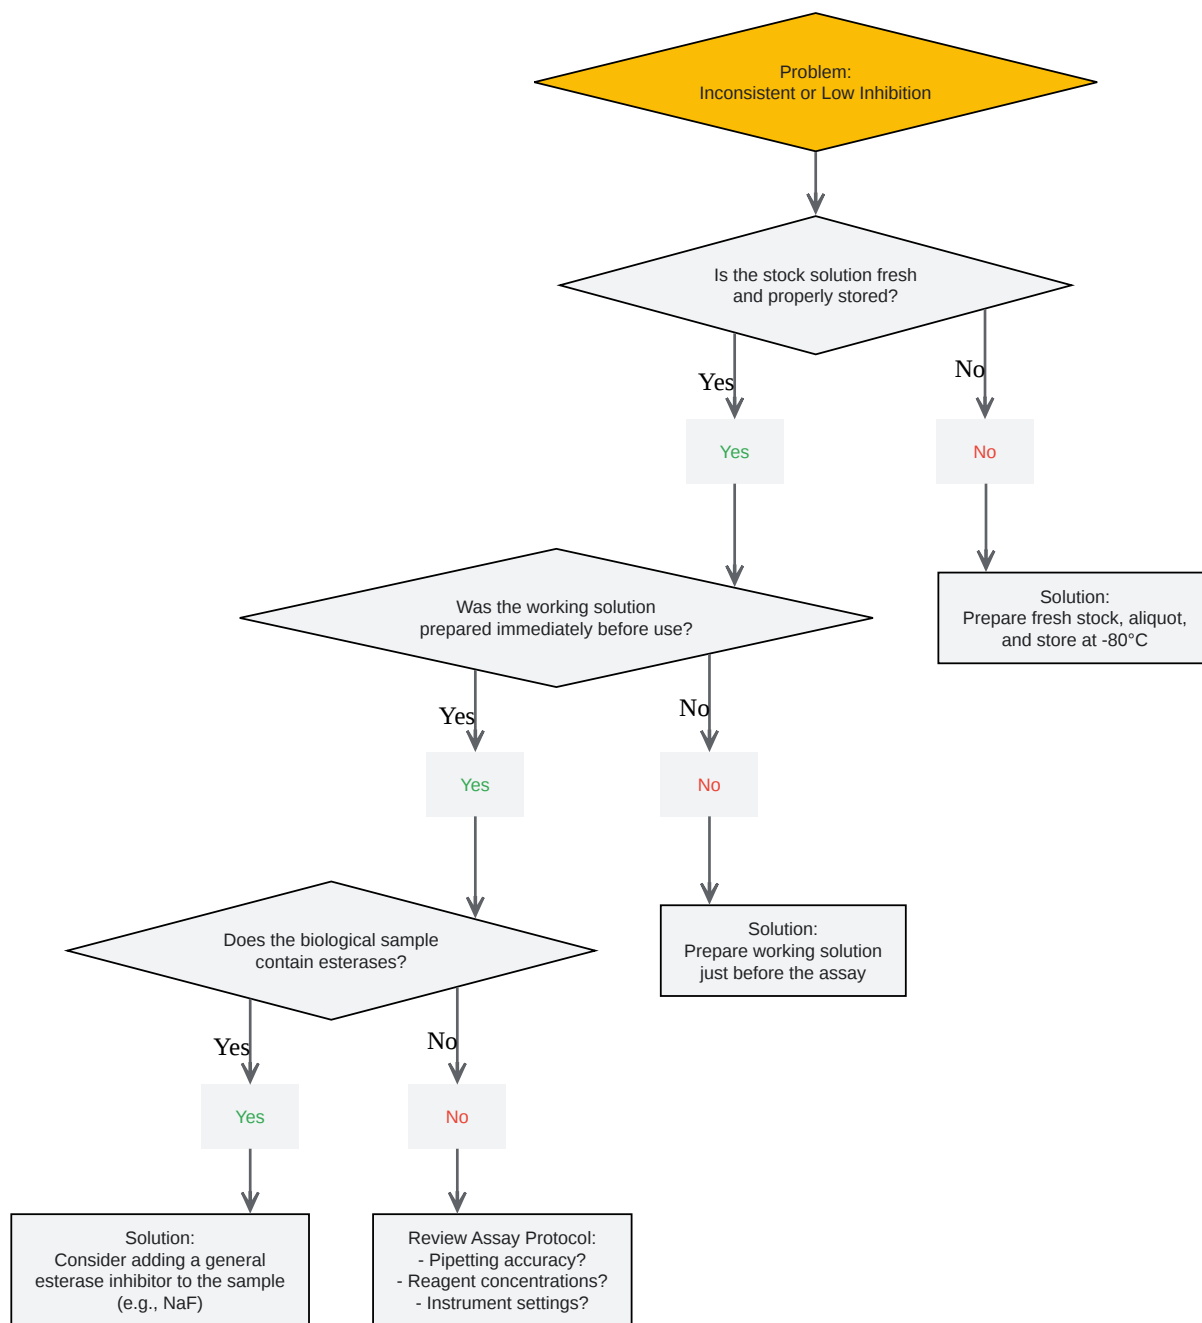 Problem:
Inconsistent or Low Inhibition
Is the stock solution fresh
and properly stored?
Yes
No
Yes
No
Was the working solution
prepared immediately before use?
Solution:
Prepare fresh stock, aliquot,
and store at -80°C
Yes
No
Yes
No
Does the biological sample
contain esterases?
Solution:
Prepare working solution
just before the assay
Yes
No
Yes
No
Solution:
Consider adding a general
esterase inhibitor to the sample
(e.g., NaF)
Review Assay Protocol:
- Pipetting accuracy?
- Reagent concentrations?
- Instrument settings?